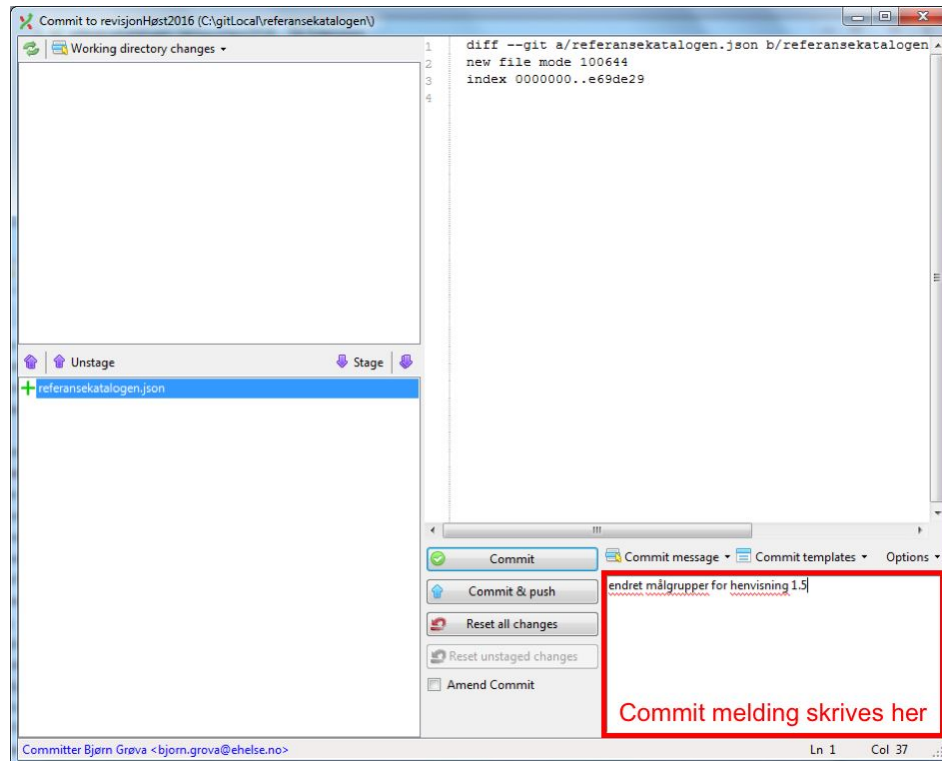 Commit to revisjonHøst2016 (C:\gitLocal\referansekatalogen\)
Working directory changes
1 diff --git a/referansekatalogen.json b/referansekatalogen
2 new file mode 100644
3 index 0000000..e69de29
4
Unstage
Stage
referansekatalogen.json
Commit
Commit message
Commit templates
Options
Commit & push
Reset all changes
Reset unstaged changes
Amend Commit
endret målgrupper for henvisning 1.5
Commit melding skrives her
Committer Bjørn Grøva <bjorn.grova@ehelse.no>
Ln 1
Col 37